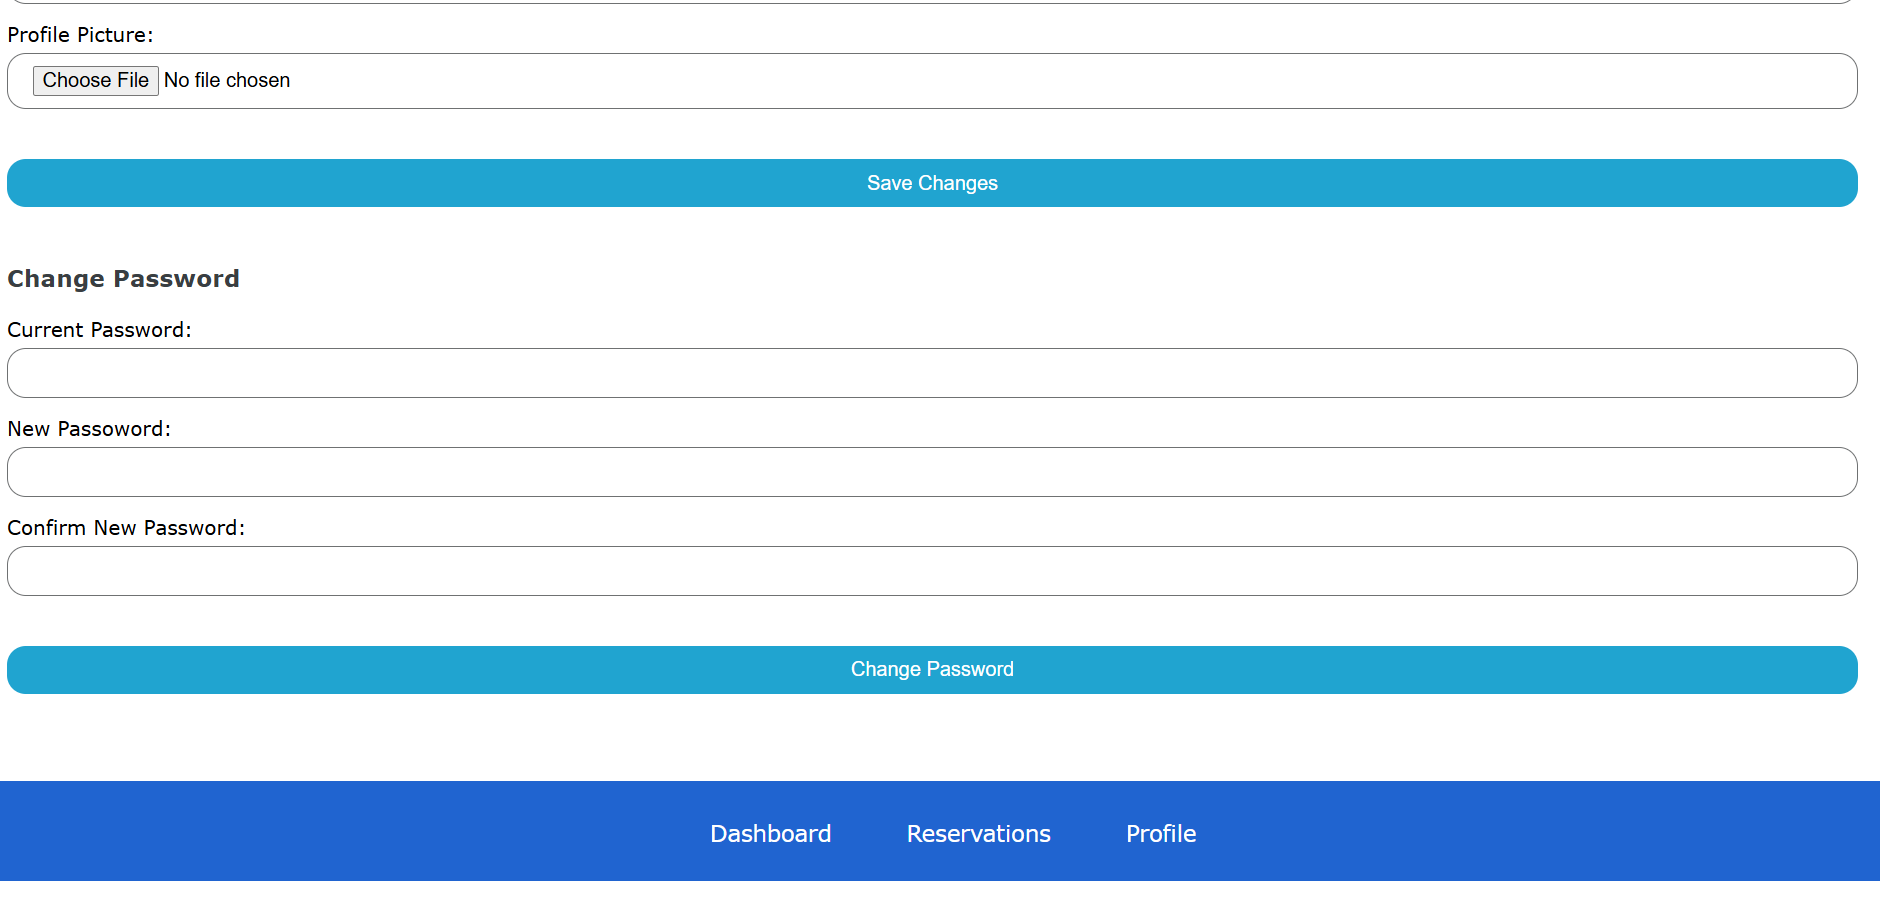 Profile Picture:
Choose File No file chosen
Save Changes
Change Password
Current Password:
New Passoword:
Confirm New Password:
Change Password
Dashboard Reservations Profile